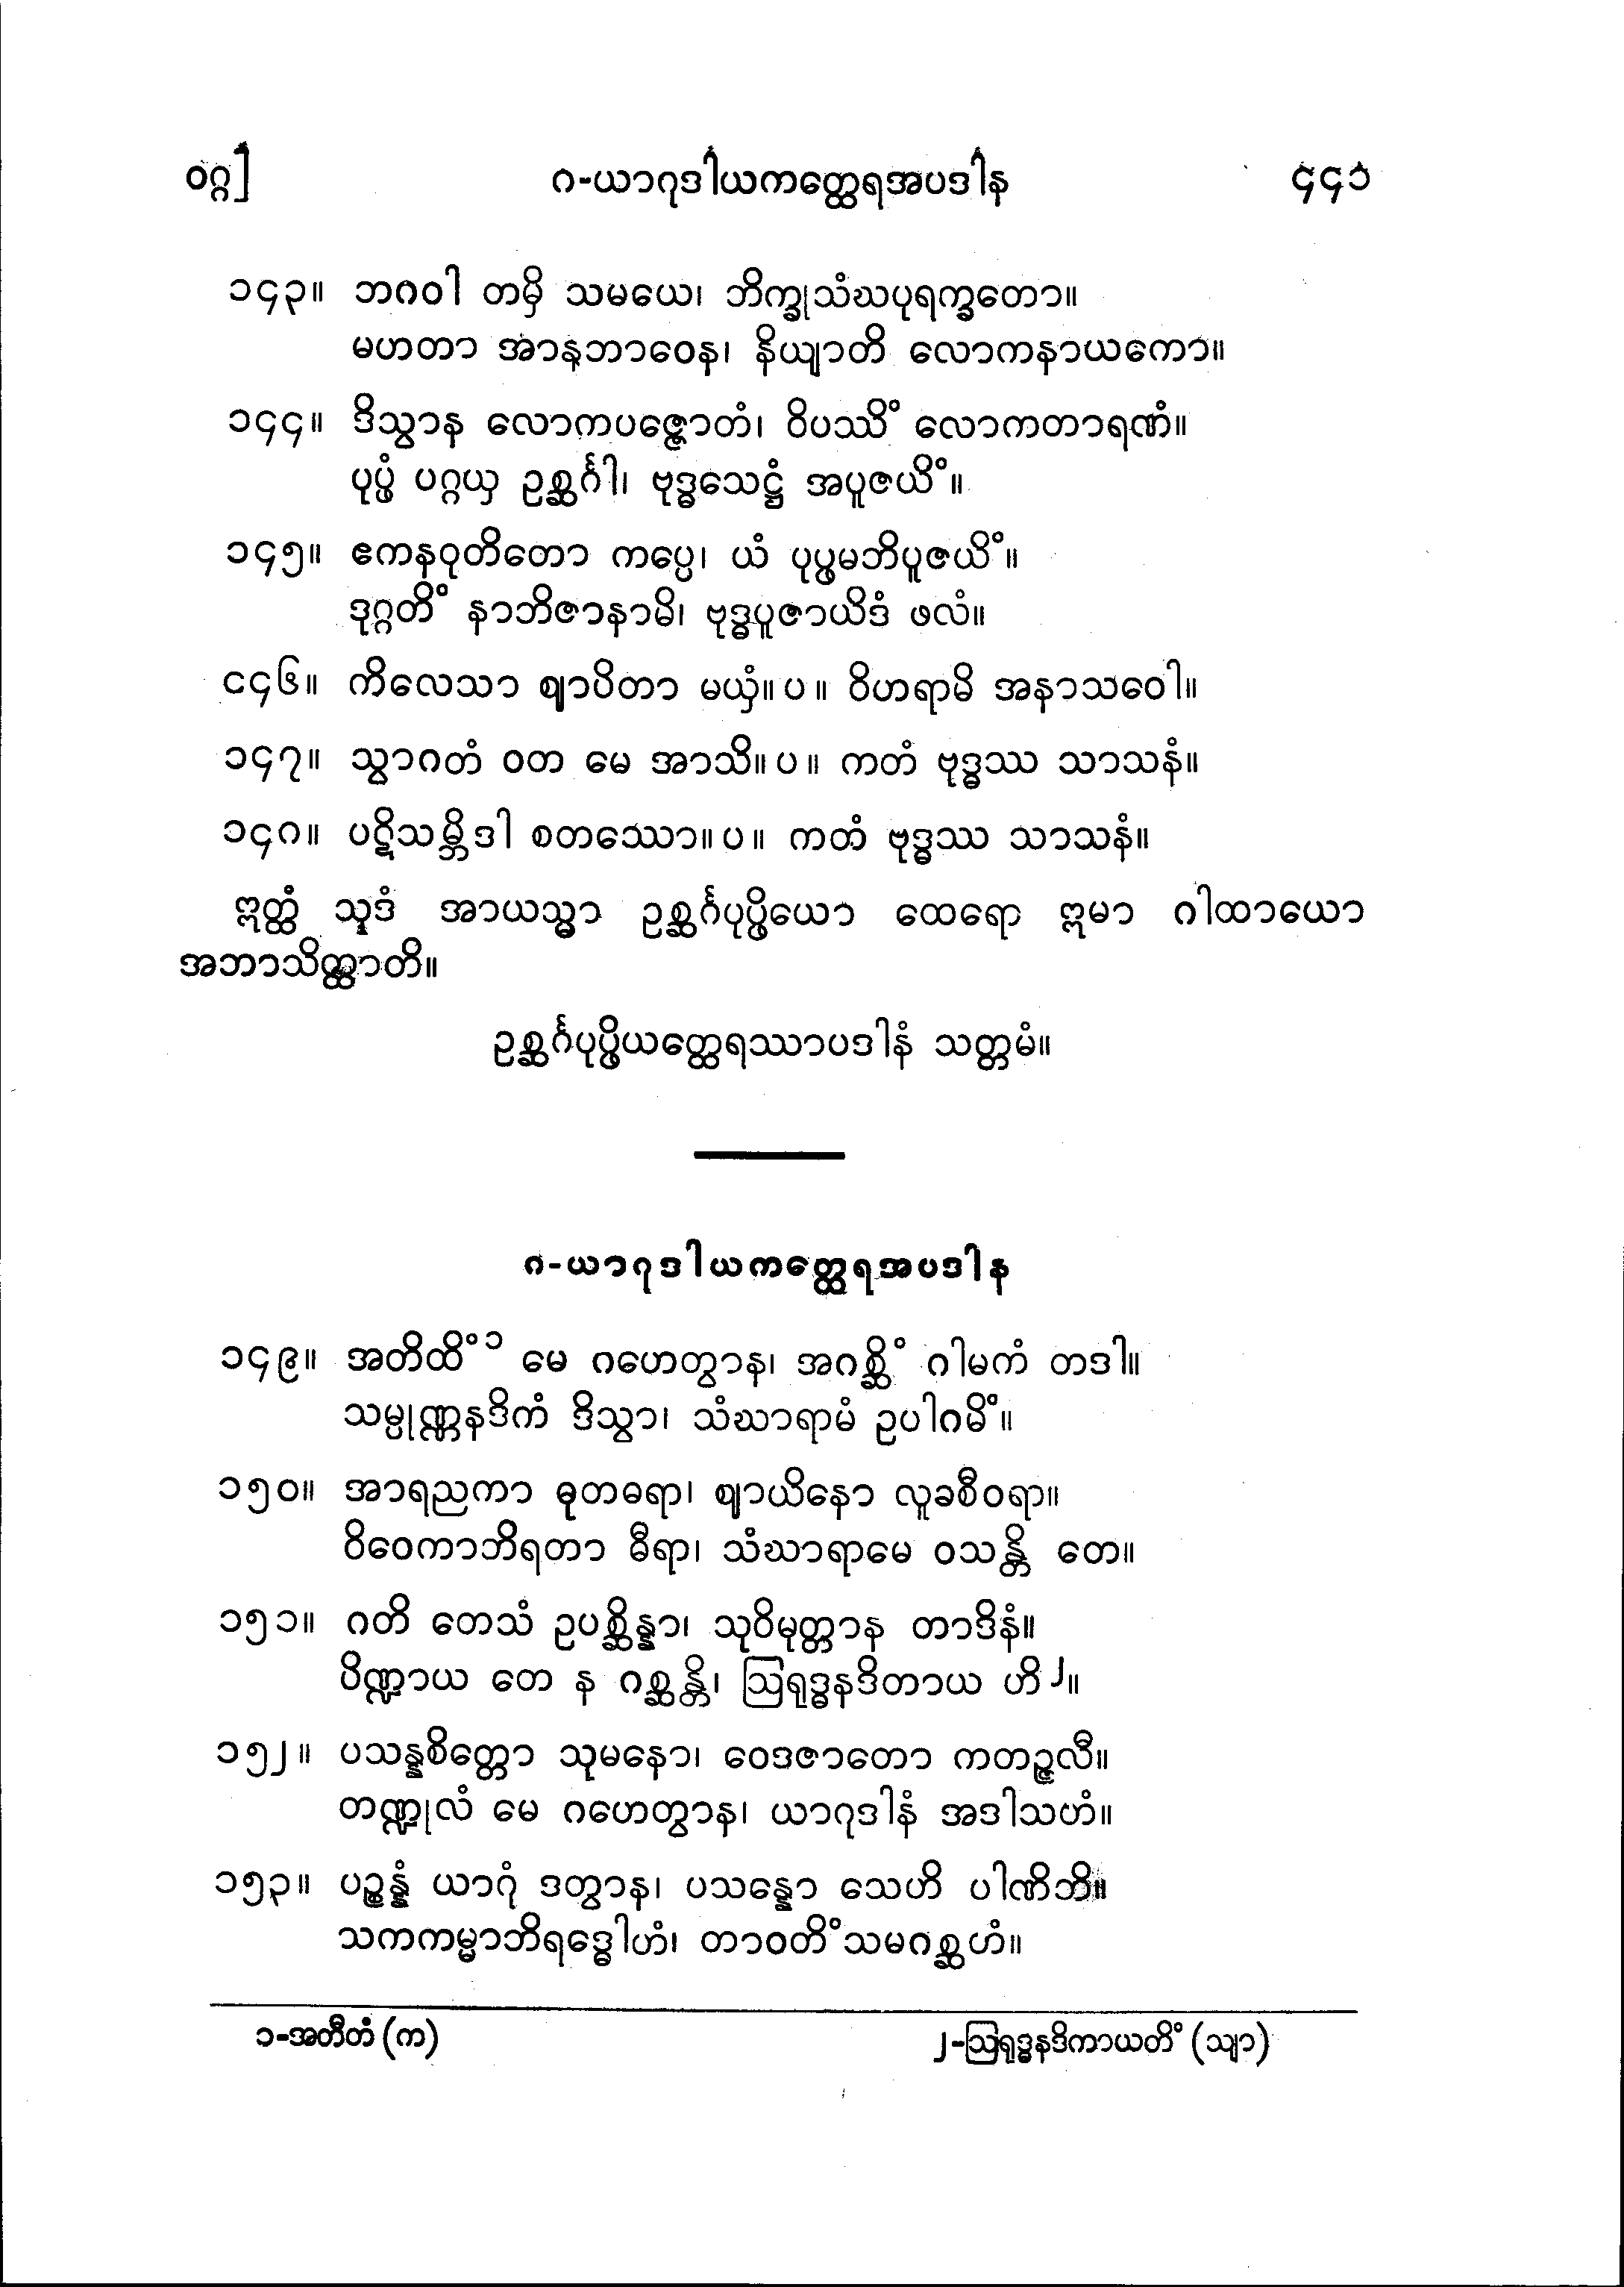 ဝဂ္ဂ] ဂ-ယာဂုဒါယကတ္ထေရအပဒါန ၄၄၁
၁၄၃။ ဘဂဝါ တမှိ သမယေ၊ ဘိက္ခုသံဃပုရက္ခတော။
မဟတာ အာနုဘာဝေန၊ နိယျာတိ လောကနာယကော။
၁၄၄။ ဒိသွာန လောကပဇ္ဇောတံ၊ ဝိပဿိံ လောကတာရဏံ။
ပုပ္ဖံ ပဂ္ဂယှ ဥစ္ဆင်္ဂါ၊ ဗုဒ္ဓသေဋ္ဌံ အပူဇယိံ။
၁၄၅။ ဧကနဝုတိတော ကပ္ပေ၊ ယံ ပုပ္ဖမဘိပူဇယိံ။
ဒုဂ္ဂတိံ နာဘိဇာနာမိ၊ ဗုဒ္ဓပူဇာယိဒံ ဖလံ။
၁၄၆။ ကိလေသာ ဈာပိတာ မယှံ။ ပ။ ဝိဟရာမိ အနာသဝေါ။
၁၄၇။ သွာဂတံ ဝတ မေ အာသိ။ ပ။ ကတံ ဗုဒ္ဓဿ သာသနံ။
၁၄၈။ ပဋိသမ္ဘိဒါ စတဿော။ ပ။ ကတံ ဗုဒ္ဓဿ သာသနံ။
ဣတ္ထံ သုဒံ အာယသ္မာ ဥစ္ဆင်္ဂပုပ္ဖိယော ထေရော ဣမာ ဂါထာယော
အဘာသိတ္ထာတိ။
ဥစ္ဆင်္ဂပုပ္ဖိယတ္ထေရဿာပဒါနံ သတ္တမံ။
ဂ-ယာဂုဒါယကတ္ထေရအပဒါန
၁၄၉။ အတိထိံ ၁ မေ ဂဟေတွာန၊ အဂစ္ဆိံ ဂါမကံ တဒါ။
သမ္ပုဏ္ဏနဒိကံ ဒိသွာ၊ သံဃာရာမံ ဥပါဂမိံ။
၁၅၀။ အာရညကာ ဓုတဓရာ၊ ဈာယိနော လူခစီဝရာ။
ဝိဝေကာဘိရတာ ဓီရာ၊ သံဃာရာမေ ဝသန္တိ တေ။
၁၅၁။ ဂတိ တေသံ ဥပစ္ဆိန္နာ၊ သုဝိမုတ္တာန တာဒိနံ။
ပိဏ္ဍာယ တေ န ဂစ္ဆန္တိ၊ ဩရုဒ္ဓနဒိတာယ ဟိ ၂။
၁၅၂။ ပသန္နစိတ္တော သုမနော၊ ဝေဒဇာတော ကတဉ္ဇလီ။
တဏ္ဍုလံ မေ ဂဟေတွာန၊ ယာဂုဒါနံ အဒါသဟံ။
၁၅၃။ ပဉ္စန္နံ ယာဂုံ ဒတွာန၊ ပသန္နော သေဟိ ပါဏိဘိ။
သကကမ္မာဘိရဒ္ဓေါဟံ၊ တာဝတိံသမဂစ္ဆဟံ။
၁-အတီတံ (က) ၂-ဩရုဒ္ဓနဒိကာယတိံ (သျာ)